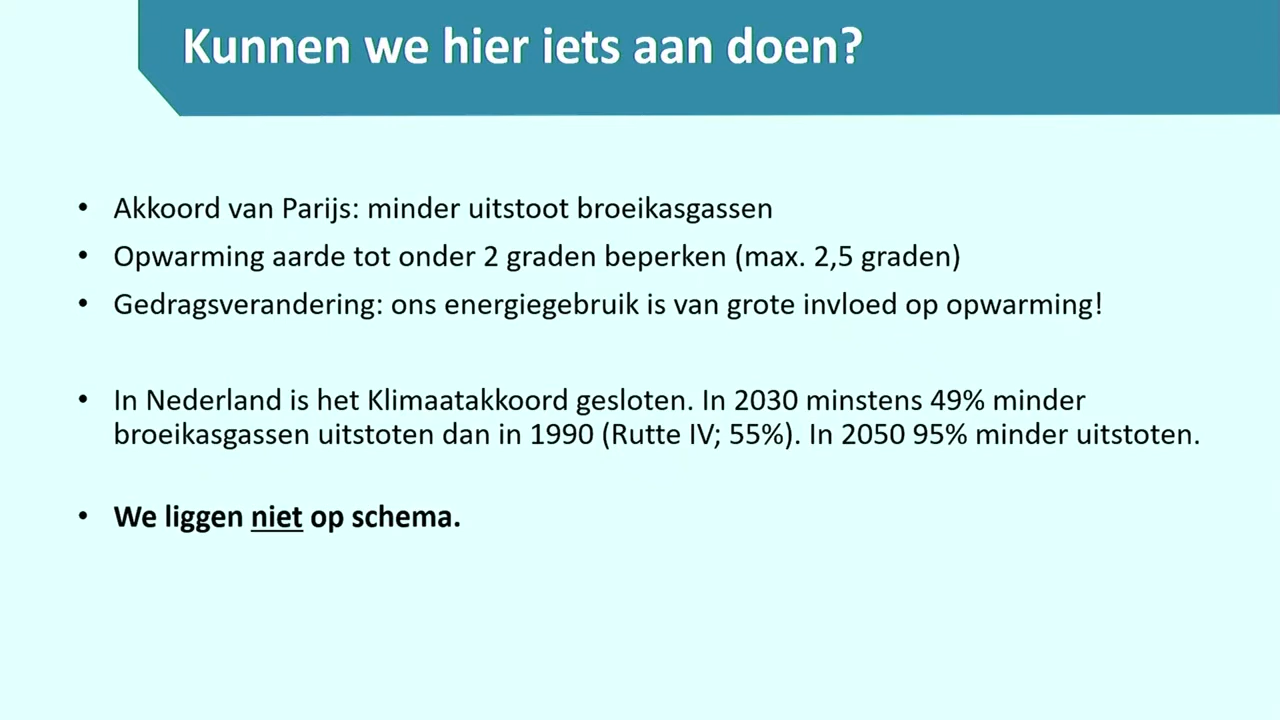 Kunnen we hier iets aan doen?
• Akkoord van Parijs: minder uitstoot broeikasgassen
• Opwarming aarde tot onder 2 graden beperken (max. 2,5 graden)
• Gedragsverandering: ons energiegebruik is van grote invloed op opwarming!
• In Nederland is het Klimaatakkoord gesloten. In 2030 minstens 49% minder
broeikasgassen uitstoten dan in 1990 (Rutte IV; 55%). In 2050 95% minder uitstoten.
• We liggen niet op schema.